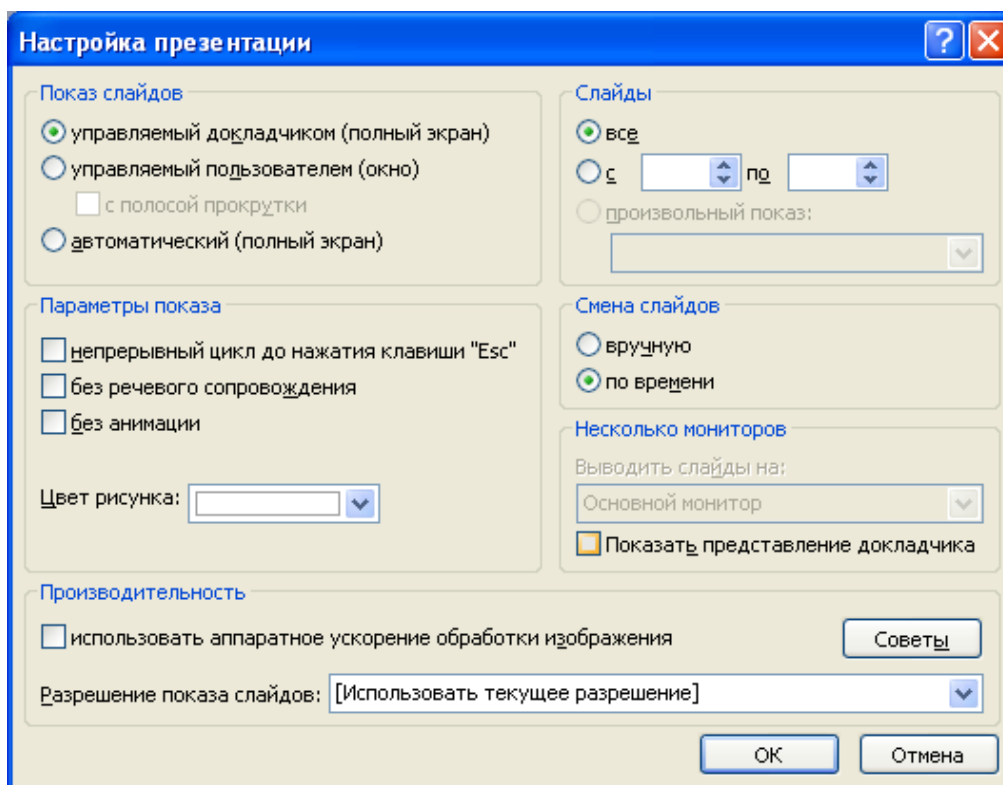 Настройка презентации
Показ слайдов
управляемый докладчиком (полный экран)
управляемый пользователем (окно)
с полосой прокрутки
автоматический (полный экран)
Слайды
все
с по
произвольный показ:
Параметры показа
непрерывный цикл до нажатия клавиши "Esc"
без речевого сопровождения
без анимации
Цвет рисунка:
Смена слайдов
вручную
по времени
Несколько мониторов
Выводить слайды на:
Основной монитор
Показать представление докладчика
Производительность
использовать аппаратное ускорение обработки изображения
Советы
Разрешение показа слайдов: [Использовать текущее разрешение]
ОК Отмена